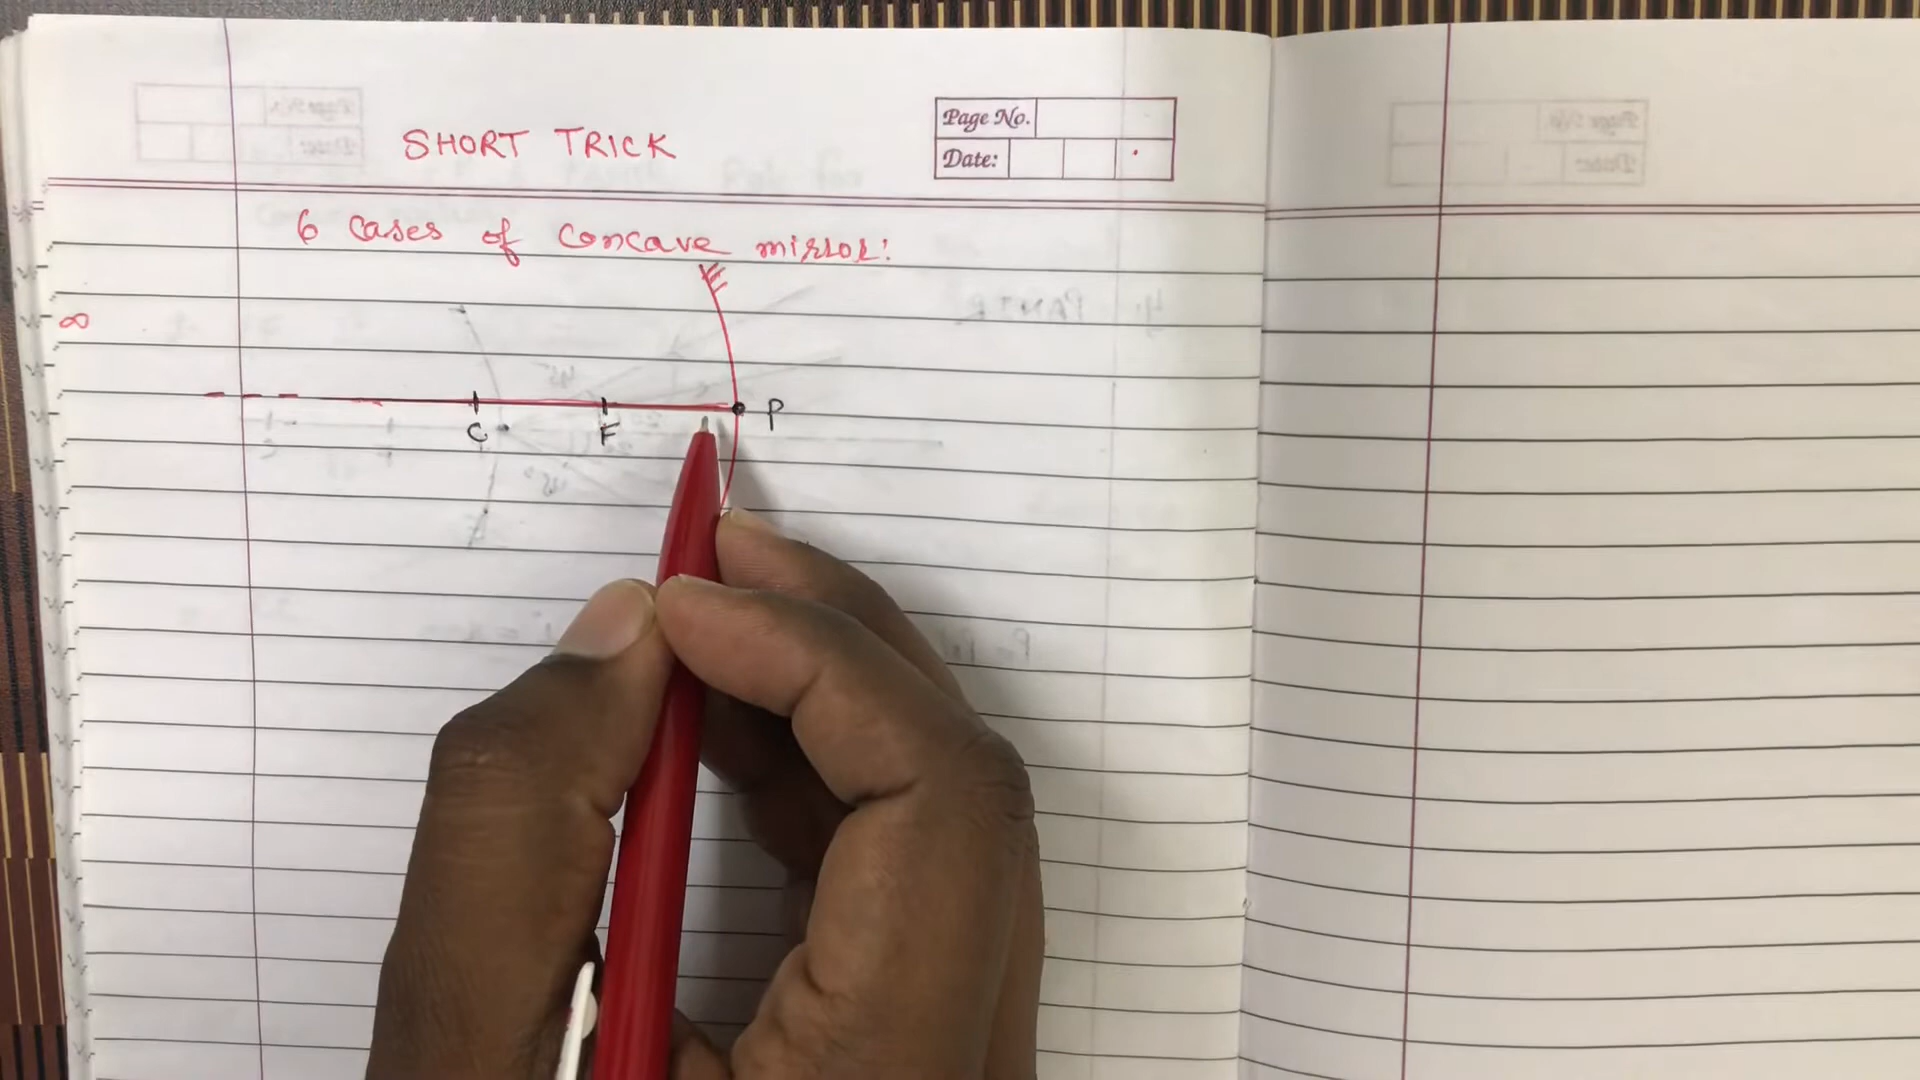 Page No.
SHORT TRICK
Date:
6 cases of concave mirror:
∞
C F P